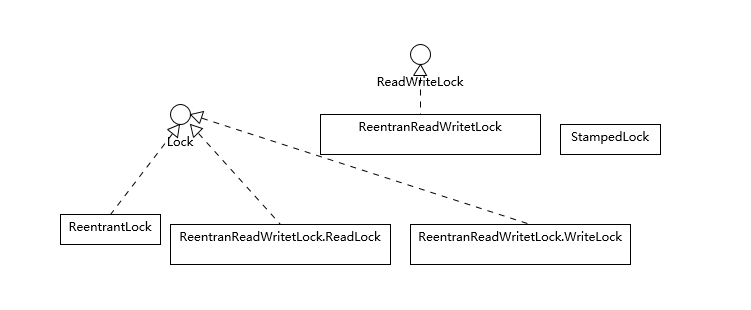 ReadWriteLock
ReentranReadWritetLock
StampedLock
Lock
ReentrantLock
ReentranReadWritetLock.ReadLock
ReentranReadWritetLock.WriteLock